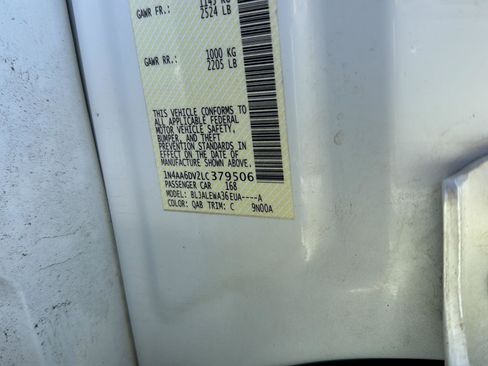 GAWR FR.: 1145 KG
2524 LB
GAWR RR.: 1000 KG
2205 LB
THIS VEHICLE CONFORMS TO
ALL APPLICABLE FEDERAL
MOTOR VEHICLE SAFETY,
BUMPER, AND THEFT
PREVENTION STANDARDS
IN EFFECT ON THE DATE OF
MANUFACTURE SHOWN ABOVE.
1N4AA6DV2LC379506
PASSENGER CAR 168
MODEL: BLJALEWA36EUA----A
COLOR: QAB TRIM: C 9N00A